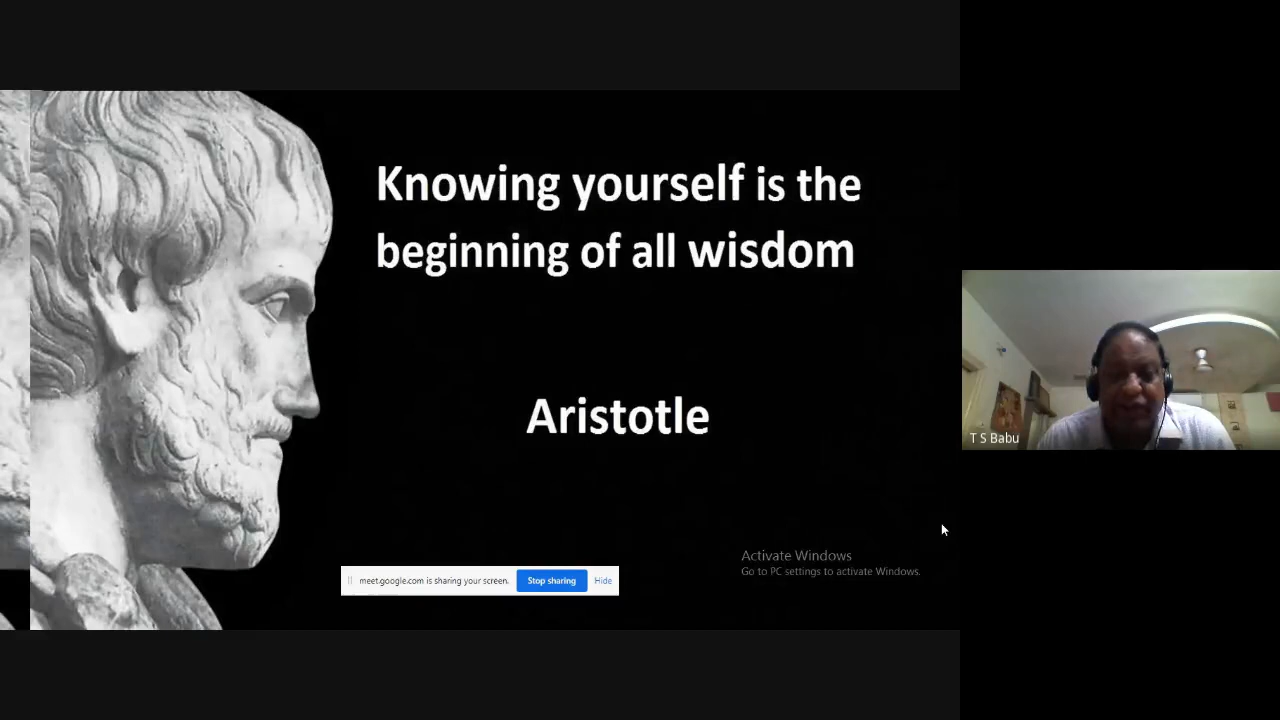 Knowing yourself is the
beginning of all wisdom
Aristotle
T S Babu
Activate Windows
Go to PC settings to activate Windows.
meet.google.com is sharing your screen.
Stop sharing
Hide